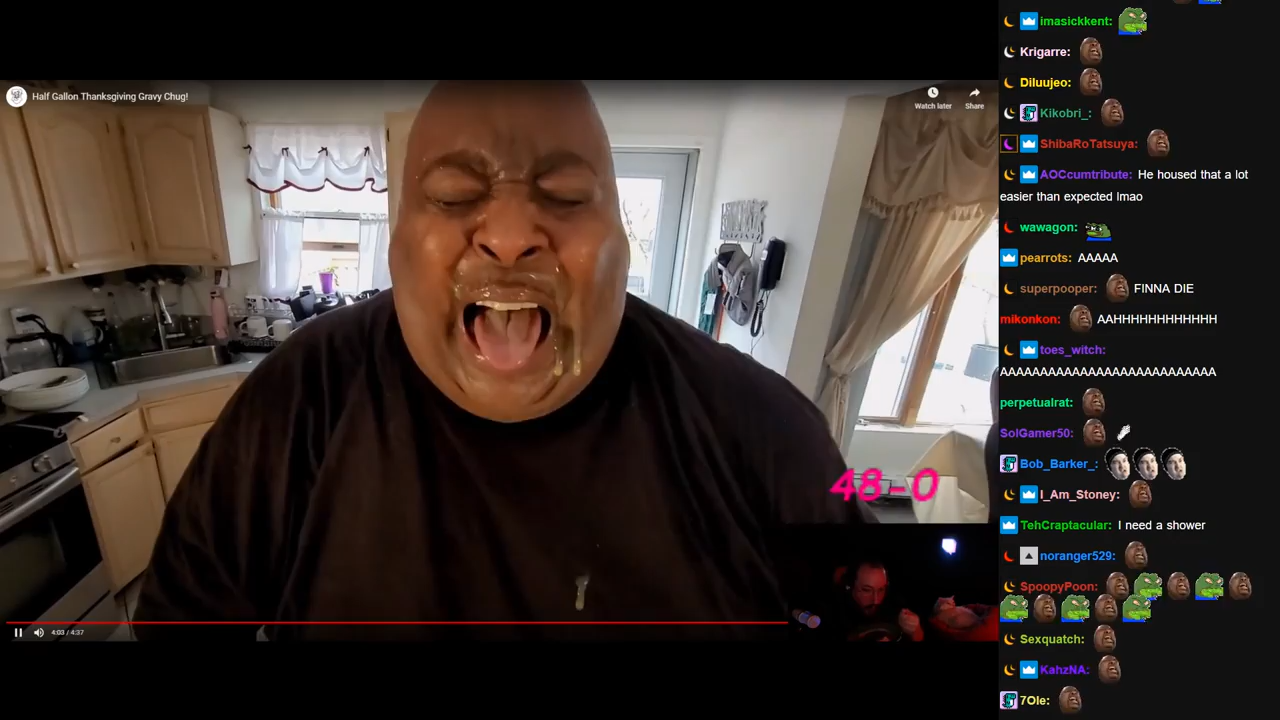 Half Gallon Thanksgiving Gravy Chug!
Watch later
Share
48-0
4:03 / 4:37
imasickkent:
Krigarre:
Diluujeo:
Kikobri_:
ShibaRoTatsuya:
AOCcumtribute: He housed that a lot
easier than expected lmao
wawagon:
pearrots: AAAAA
superpooper: FINNA DIE
mikonkon: AAHHHHHHHHHHHH
toes_witch:
AAAAAAAAAAAAAAAAAAAAAAAAAAA
perpetualrat:
SolGamer50:
Bob_Barker_:
I_Am_Stoney:
TehCraptacular: I need a shower
noranger529:
SpoopyPoon:
Sexquatch:
KahzNA:
7Ole: